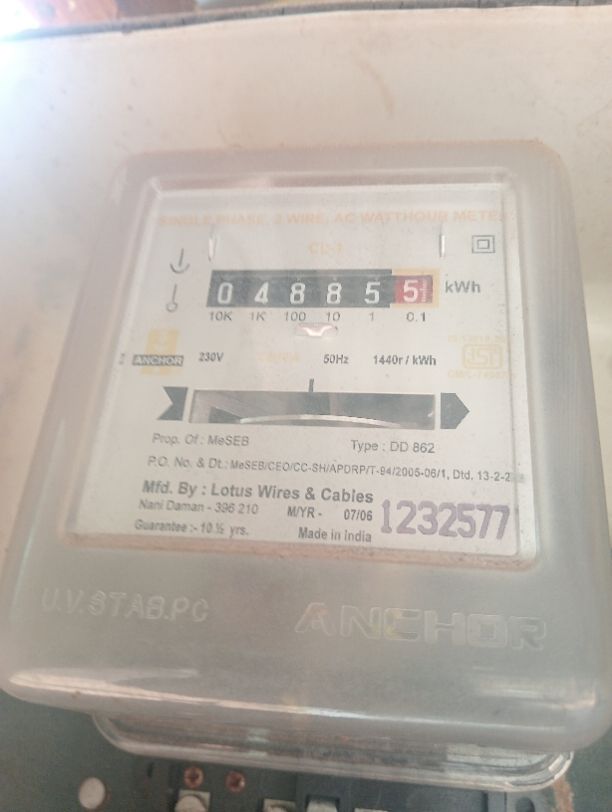 SINGLE PHASE, 2 WIRE, AC WATTHOUR METER
CL-1
0 4 8 8 5 5 kWh
10K 1K 100 10 1 0.1
ANCHOR 230V 50Hz 1440r / kWh
Prop. Of : MeSEB
Type : DD 862
P.O. No. & Dt.: MeSEB/CEO/CC-SH/APDRP/T-94/2005-06/1, Dtd. 13-2-2
Mfd. By : Lotus Wires & Cables
Nani Daman - 396 210 M/YR - 07/06 1232577
Guarantee :- 10 ½ yrs. Made in India
U.V.STAB.PC ANCHOR